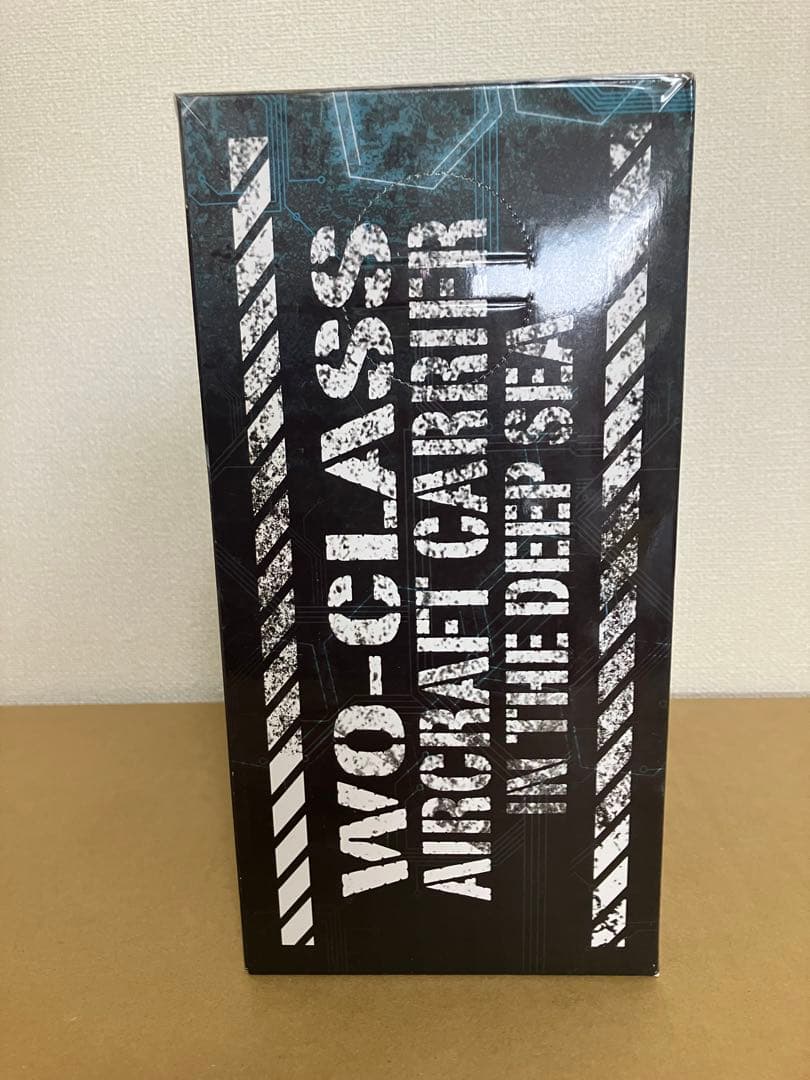 WO-CLASS
AIRCRAFT CARRIER
IN THE DEEP SEA